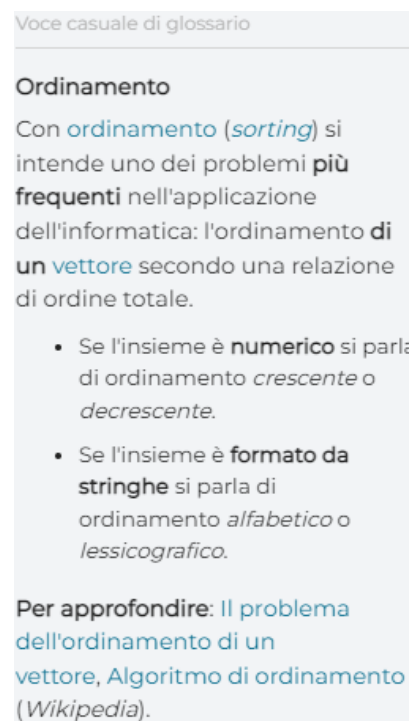 Voce casuale di glossario
Ordinamento
Con ordinamento (sorting) si
intende uno dei problemi più
frequenti nell'applicazione
dell'informatica: l'ordinamento di
un vettore secondo una relazione
di ordine totale.
• Se l'insieme è numerico si parla
di ordinamento crescente o
decrescente.
• Se l'insieme è formato da
stringhe si parla di
ordinamento alfabetico o
lessicografico.
Per approfondire: Il problema
dell'ordinamento di un
vettore, Algoritmo di ordinamento
(Wikipedia).